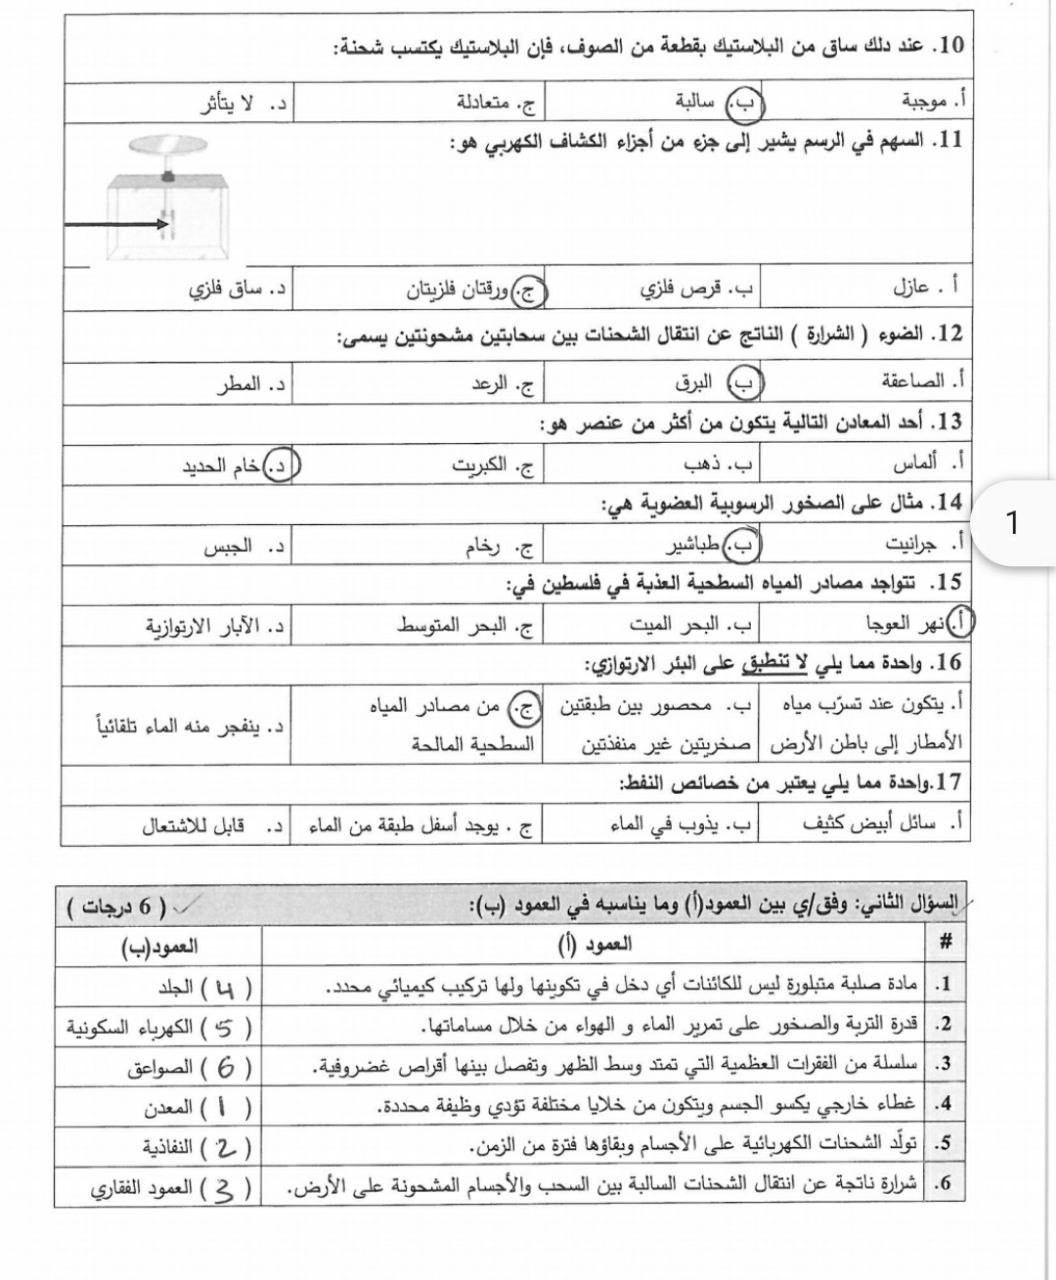 10. عند دلك ساق من البلاستيك بقطعة من الصوف، فإن البلاستيك يكتسب شحنة:
أ. موجبة ب. سالبة ج. متعادلة د. لا يتأثر
11. السهم في الرسم يشير إلى جزء من أجزاء الكشاف الكهربي هو:
أ . عازل ب. قرص فلزي ج. ورقتان فلزيتان د. ساق فلزي
12. الضوء ( الشرارة ) الناتج عن انتقال الشحنات بين سحابتين مشحونتين يسمى:
أ. الصاعقة ب. البرق ج. الرعد د. المطر
13. أحد المعادن التالية يتكون من أكثر من عنصر هو:
أ. ألماس ب. ذهب ج. الكبريت د. خام الحديد
14. مثال على الصخور الرسوبية العضوية هي:
أ. جرانيت ب. طباشير ج. رخام د. الجبس
1
15. تتواجد مصادر المياه السطحية العذبة في فلسطين في:
أ. نهر العوجا ب. البحر الميت ج. البحر المتوسط د. الآبار الارتوازية
16. واحدة مما يلي لا تنطبق على البئر الارتوازي:
أ. يتكون عند تسرّب مياه ب. محصور بين طبقتين ج. من مصادر المياه د. ينفجر منه الماء تلقائياً
الأمطار إلى باطن الأرض صخريتين غير منفذتين السطحية المالحة
17.واحدة مما يلي يعتبر من خصائص النفط:
أ. سائل أبيض كثيف ب. يذوب في الماء ج . يوجد أسفل طبقة من الماء د. قابل للاشتعال
السؤال الثاني: وفق/ي بين العمود(أ) وما يناسبه في العمود (ب): ( 6 درجات )
# العمود (أ) العمود(ب)
1. مادة صلبة متبلورة ليس للكائنات أي دخل في تكوينها ولها تركيب كيميائي محدد. ( 4 ) الجلد
2. قدرة التربة والصخور على تمرير الماء و الهواء من خلال مساماتها. ( 5 ) الكهرباء السكونية
3. سلسلة من الفقرات العظمية التي تمتد وسط الظهر وتفصل بينها أقراص غضروفية. ( 6 ) الصواعق
4. غطاء خارجي يكسو الجسم ويتكون من خلايا مختلفة تؤدي وظيفة محددة. ( 1 ) المعدن
5. تولّد الشحنات الكهربائية على الأجسام وبقاؤها فترة من الزمن. ( 2 ) النفاذية
6. شرارة ناتجة عن انتقال الشحنات السالبة بين السحب والأجسام المشحونة على الأرض. ( 3 ) العمود الفقاري